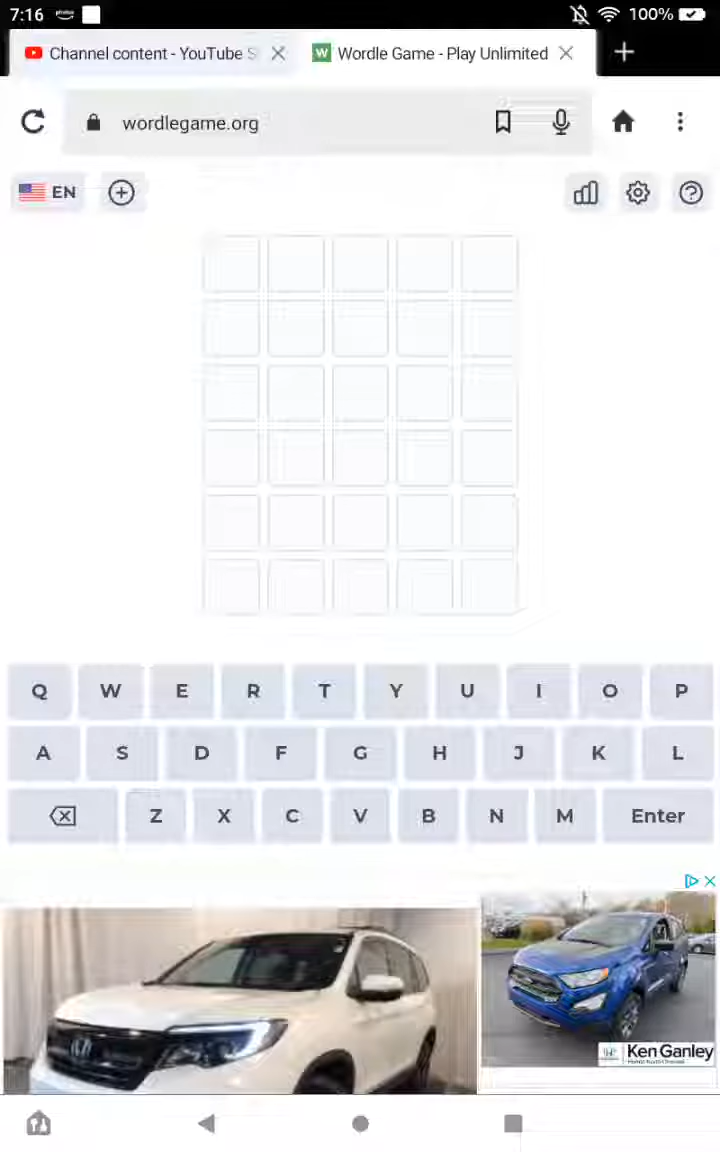 7:16 100%
Channel content - YouTube S
W Wordle Game - Play Unlimited
wordlegame.org
EN
Q W E R T Y U I O P
A S D F G H J K L
Z X C V B N M Enter
Ken Ganley